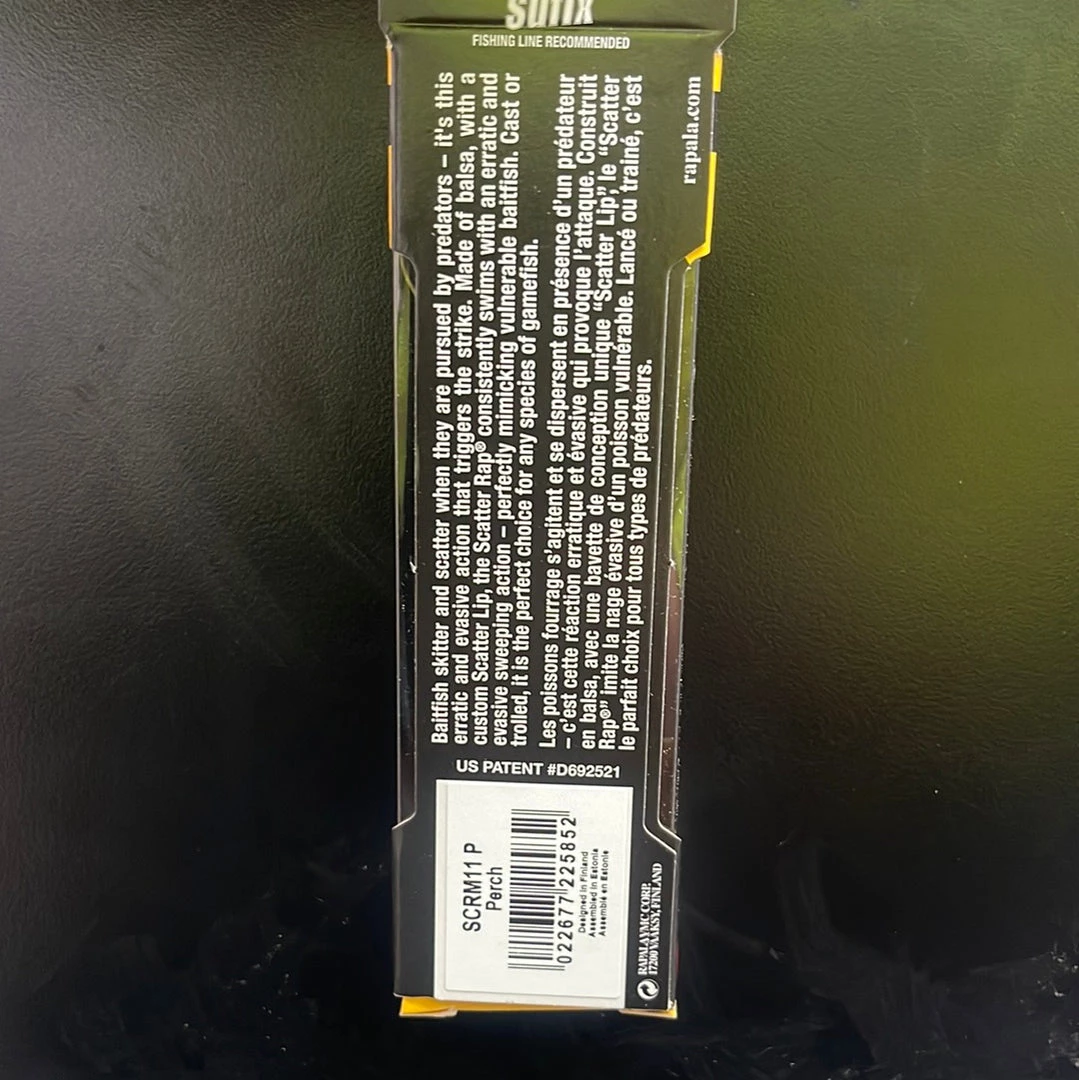 Sufix
FISHING LINE RECOMMENDED
rapala.com
Baitfish skitter and scatter when they are pursued by predators – it's this
erratic and evasive action that triggers the strike. Made of balsa, with a
custom Scatter Lip, the Scatter Rap® consistently swims with an erratic and
evasive sweeping action – perfectly mimicking vulnerable baitfish. Cast or
trolled, it is the perfect choice for any species of gamefish.
Les poissons fourrage s'agitent et se dispersent en présence d'un prédateur
– c'est cette réaction erratique et évasive qui provoque l'attaque. Construit
en balsa, avec une bavette de conception unique “Scatter Lip”, le “Scatter
Rap®” imite la nage évasive d'un poisson vulnérable. Lancé ou trainé, c'est
le parfait choix pour tous types de prédateurs.
US PATENT #D692521
SCRM11 P
Perch
022677 225852
Designed in Finland
Assembled in Estonia
Assemblé en Estonie
RAPALA VMC CORP.
17200 VÄÄKSY, FINLAND